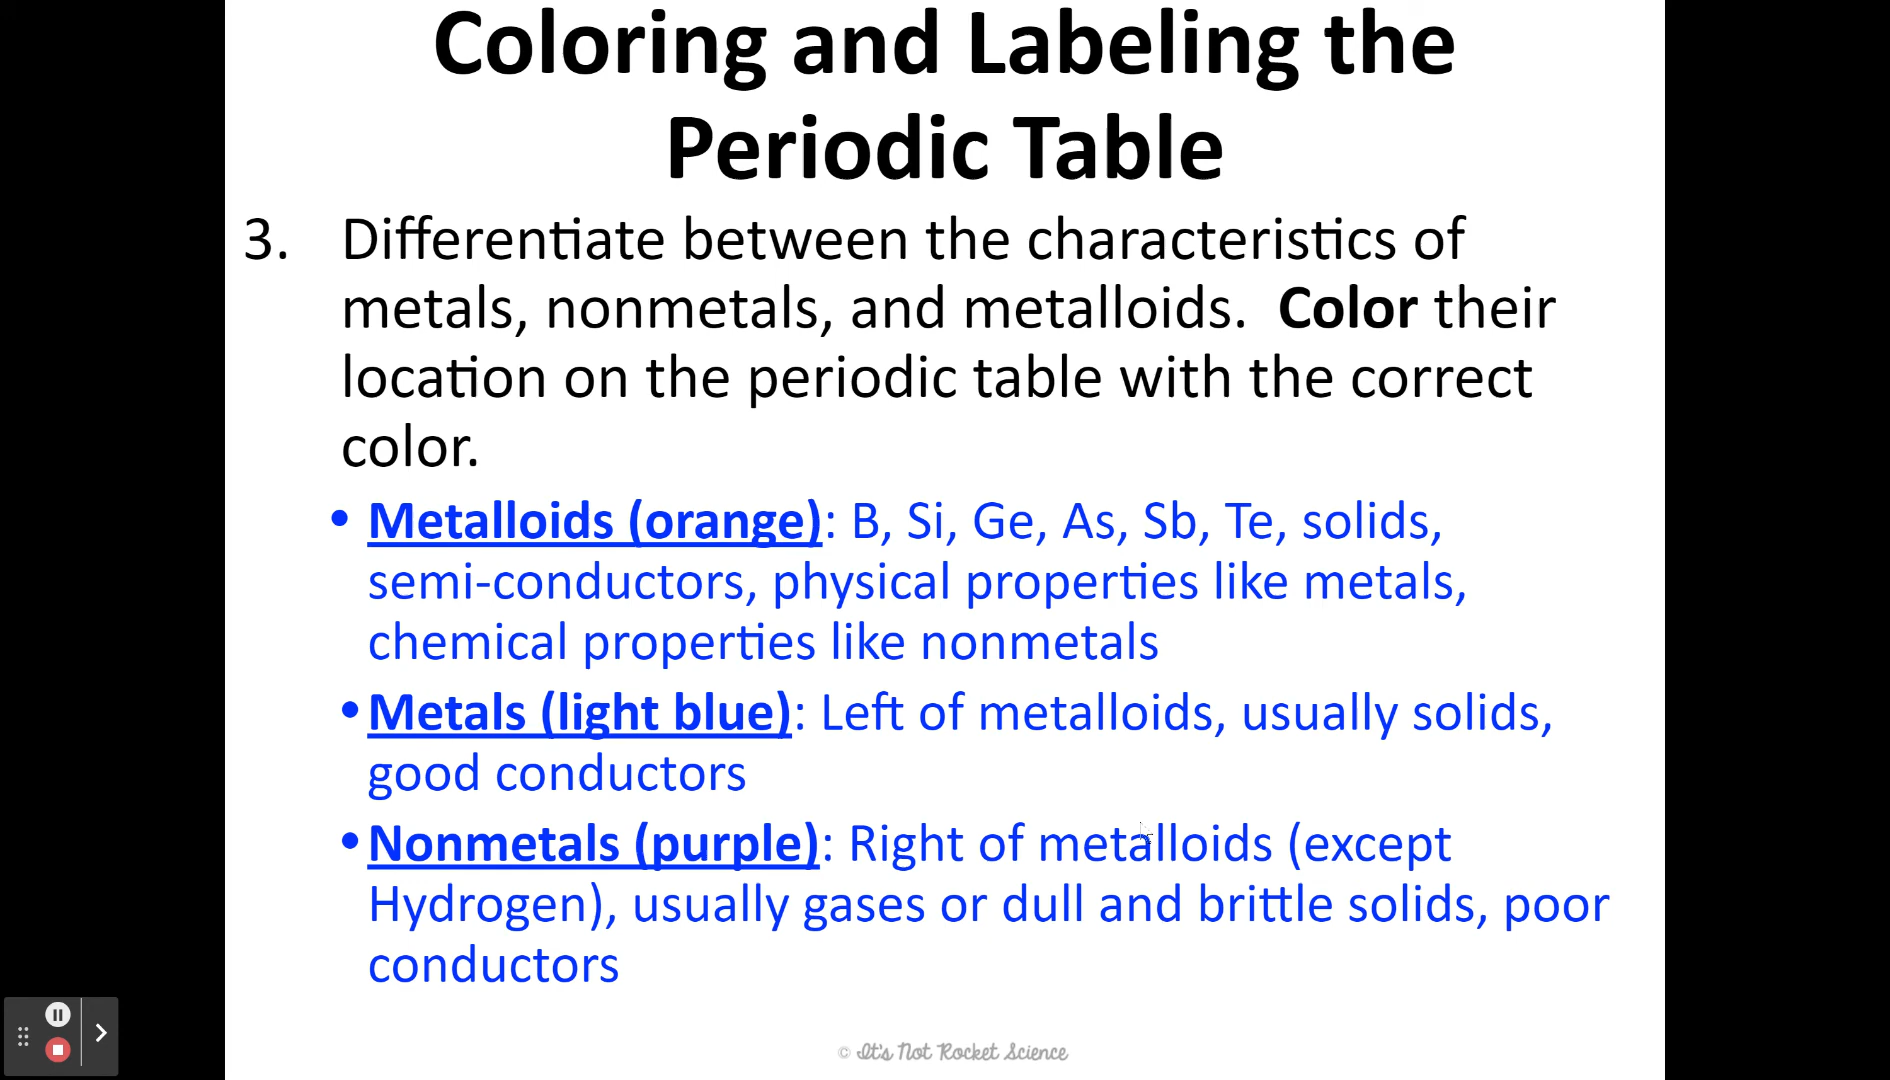 Coloring and Labeling the
Periodic Table
3. Differentiate between the characteristics of
metals, nonmetals, and metalloids. Color their
location on the periodic table with the correct
color.
• Metalloids (orange): B, Si, Ge, As, Sb, Te, solids,
semi-conductors, physical properties like metals,
chemical properties like nonmetals
• Metals (light blue): Left of metalloids, usually solids,
good conductors
• Nonmetals (purple): Right of metalloids (except
Hydrogen), usually gases or dull and brittle solids, poor
conductors
© It's Not Rocket Science